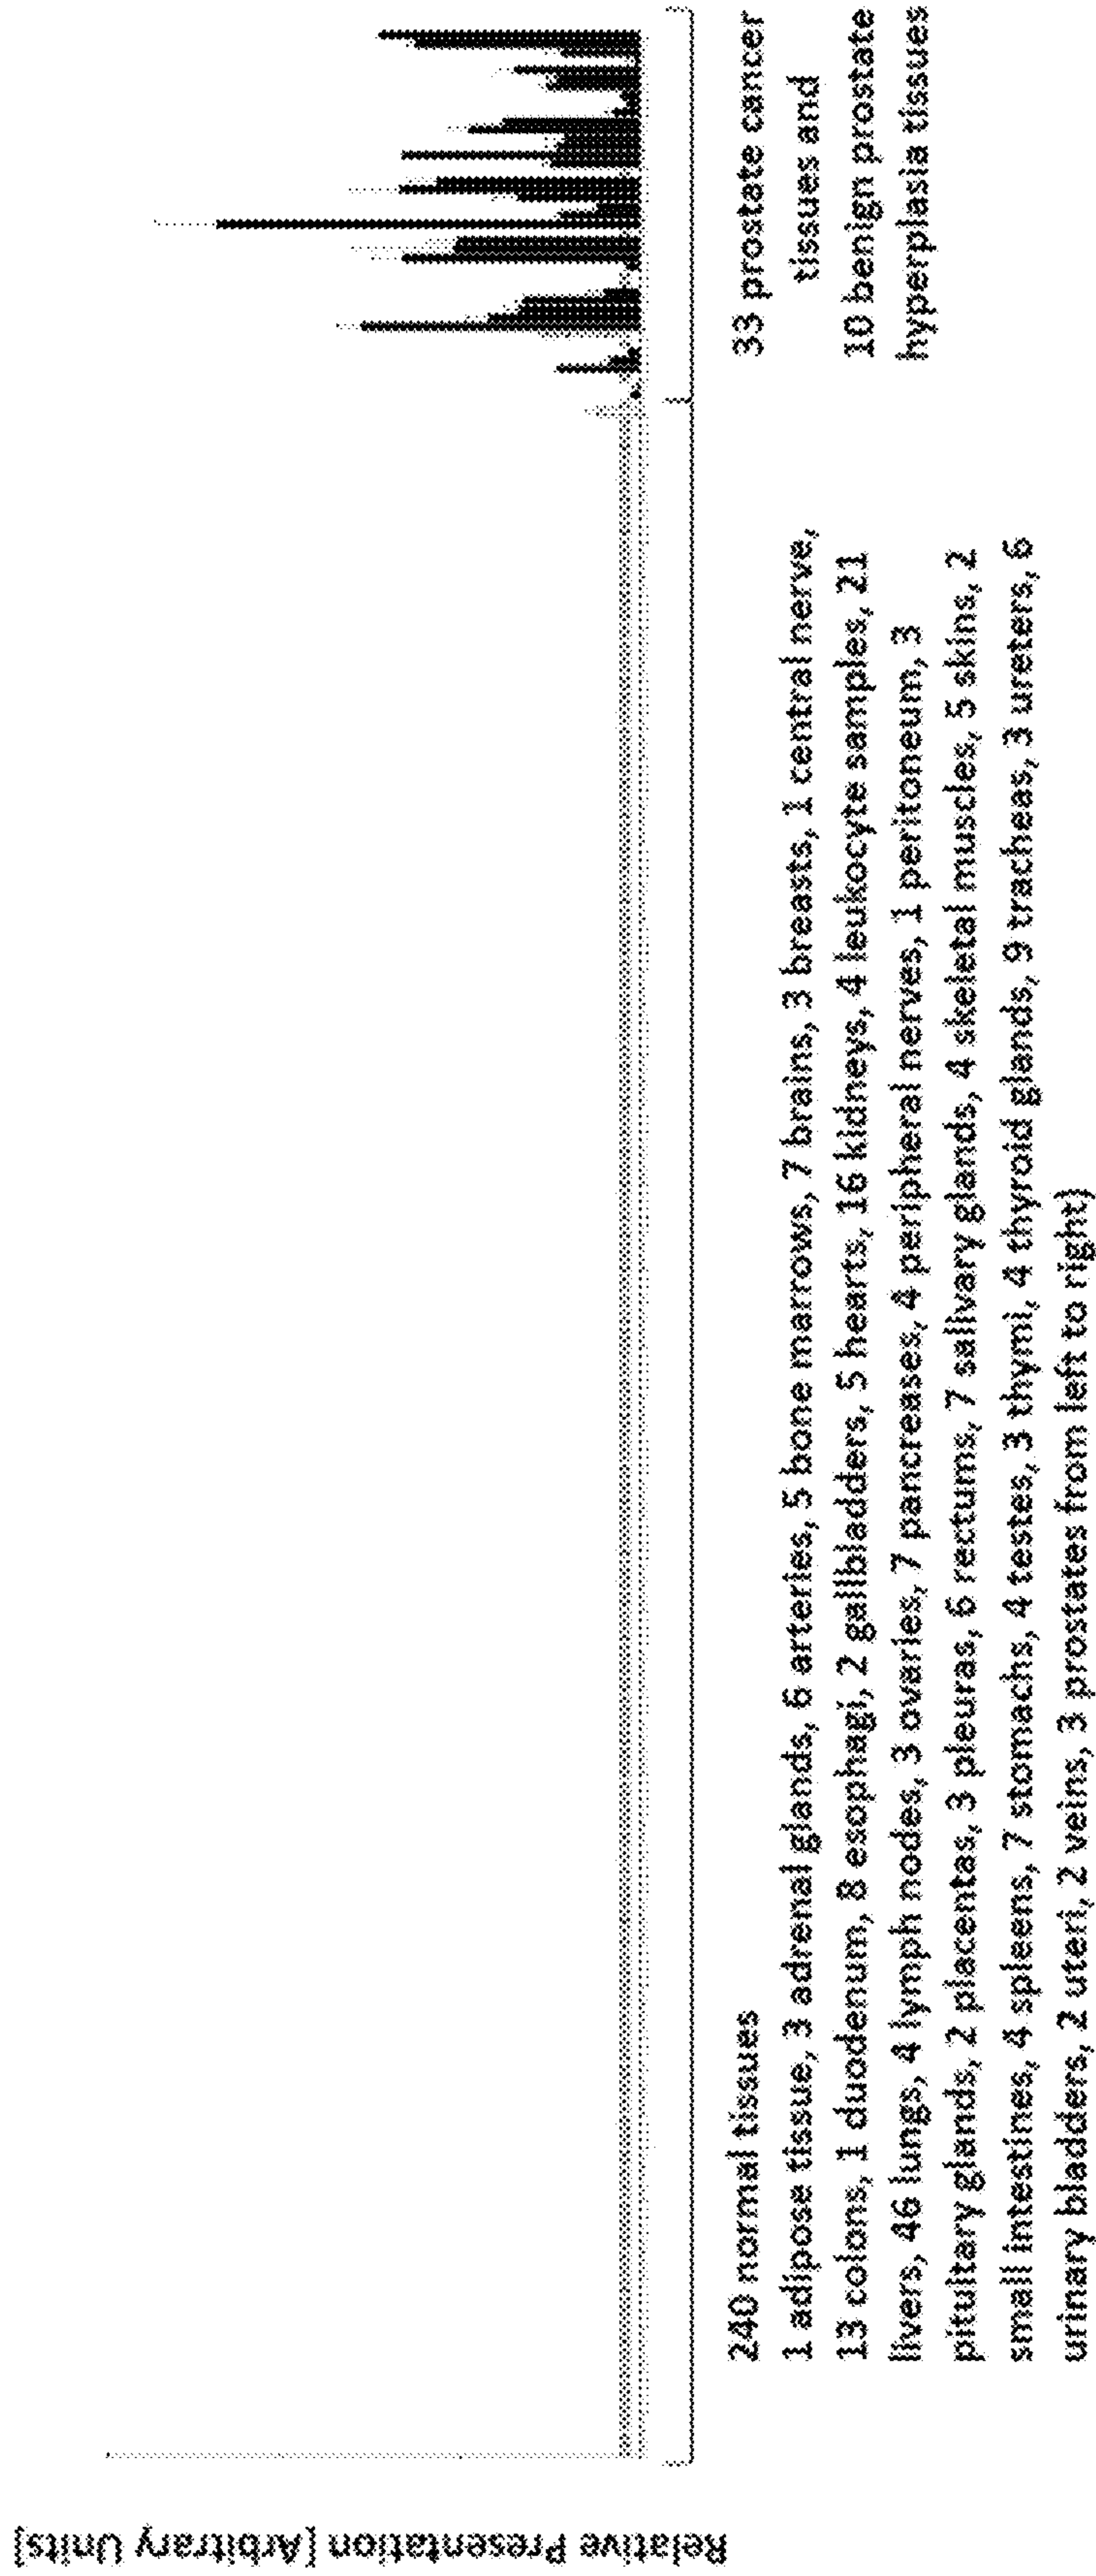 Relative Presentation [Arbitrary Units]
240 normal tissues
1 adipose tissue, 3 adrenal glands, 6 arteries, 5 bone marrows, 7 brains, 3 breasts, 1 central nerve,
13 colons, 1 duodenum, 8 esophagi, 2 gallbladders, 5 hearts, 16 kidneys, 4 leukocyte samples, 21
livers, 46 lungs, 4 lymph nodes, 3 ovaries, 7 pancreases, 4 peripheral nerves, 1 peritoneum, 3
pituitary glands, 2 placentas, 3 pleuras, 6 rectums, 7 salivary glands, 4 skeletal muscles, 5 skins, 2
small intestines, 4 spleens, 7 stomachs, 4 testes, 3 thymi, 4 thyroid glands, 9 tracheas, 3 ureters, 6
urinary bladders, 2 uteri, 2 veins, 3 prostates from left to right)
33 prostate cancer
tissues and
10 benign prostate
hyperplasia tissues